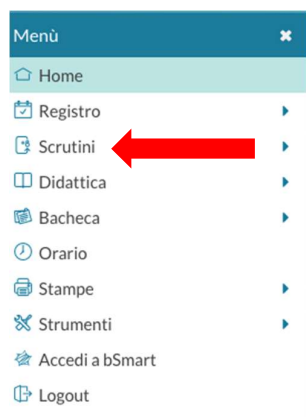 Menù
Home
Registro
Scrutini
Didattica
Bacheca
Orario
Stampe
Strumenti
Accedi a bSmart
Logout